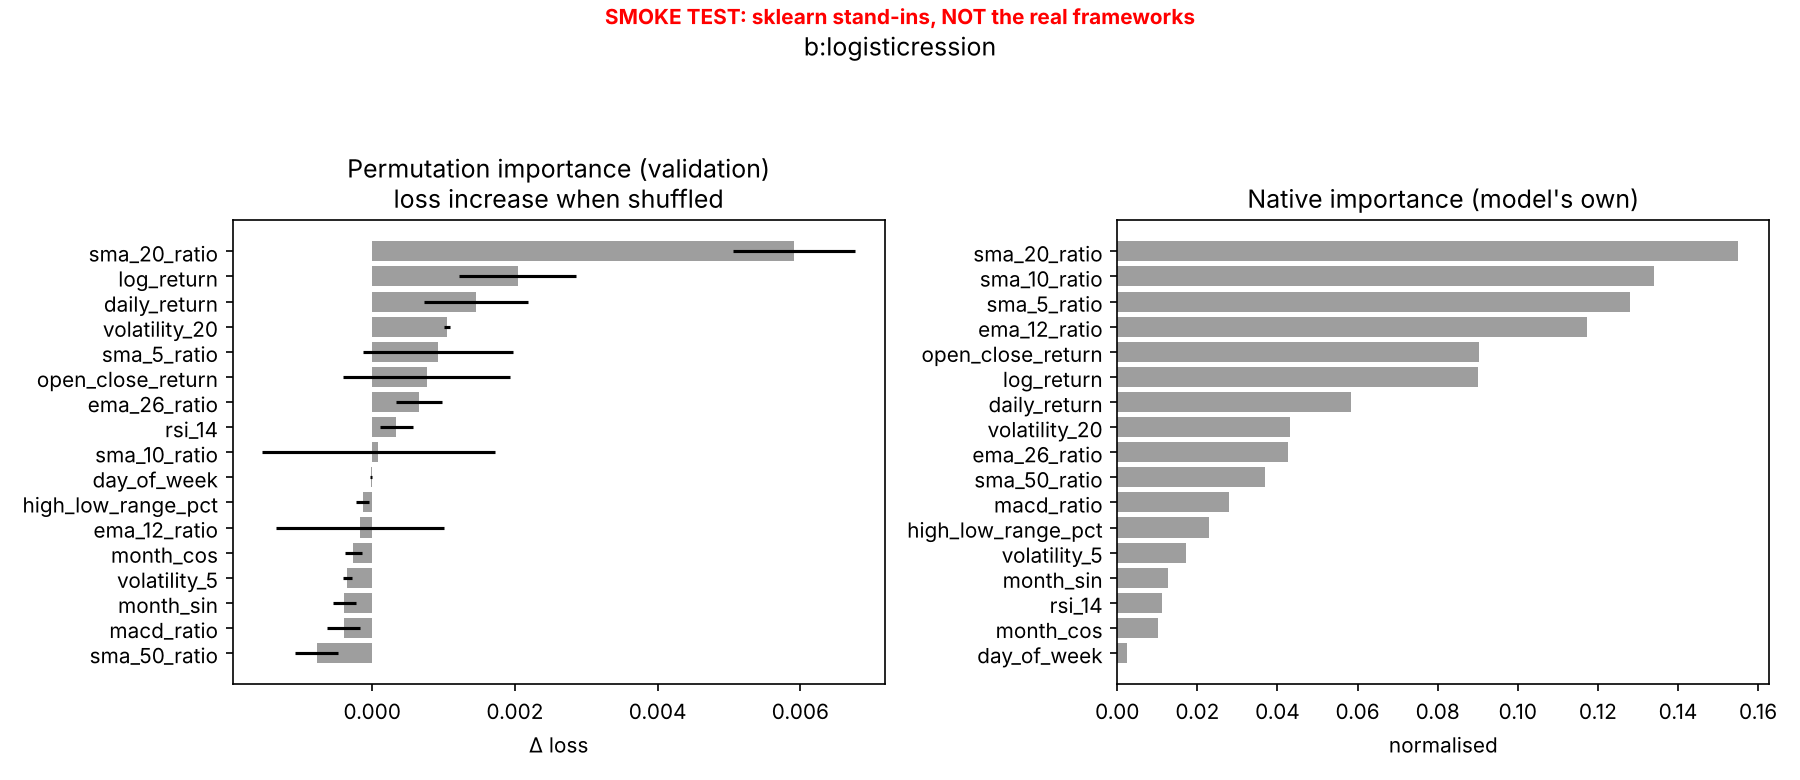 SMOKE TEST: sklearn stand-ins, NOT the real frameworks
b:logisticression
Permutation importance (validation)
loss increase when shuffled
sma_20_ratio
log_return
daily_return
volatility_20
sma_5_ratio
open_close_return
ema_26_ratio
rsi_14
sma_10_ratio
day_of_week
high_low_range_pct
ema_12_ratio
month_cos
volatility_5
month_sin
macd_ratio
sma_50_ratio
0.000 0.002 0.004 0.006
Δ loss
Native importance (model's own)
sma_20_ratio
sma_10_ratio
sma_5_ratio
ema_12_ratio
open_close_return
log_return
daily_return
volatility_20
ema_26_ratio
sma_50_ratio
macd_ratio
high_low_range_pct
volatility_5
month_sin
rsi_14
month_cos
day_of_week
0.00 0.02 0.04 0.06 0.08 0.10 0.12 0.14 0.16
normalised